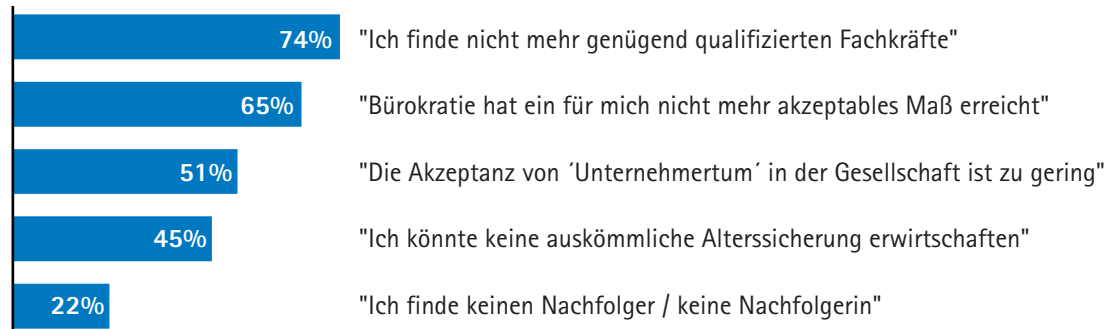 74% "Ich finde nicht mehr genügend qualifizierten Fachkräfte"
65% "Bürokratie hat ein für mich nicht mehr akzeptables Maß erreicht"
51% "Die Akzeptanz von ´Unternehmertum´ in der Gesellschaft ist zu gering"
45% "Ich könnte keine auskömmliche Alterssicherung erwirtschaften"
22% "Ich finde keinen Nachfolger / keine Nachfolgerin"